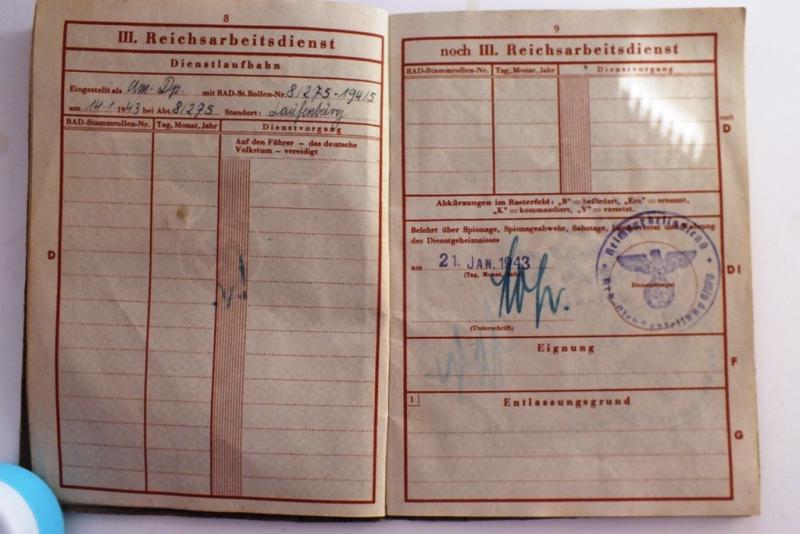 8
III. Reichsarbeitsdienst
Dienstlaufbahn
Eingestellt als Am. Dp. mit RAD-St.Rollen-Nr. 8/275-194/5
am 14.1.1943 bei Abt. 8/275 Standort: Laufenburg
RAD-Stammrollen-Nr. Tag, Monat, Jahr Dienstvorgang
Auf den Führer – das deutsche
Volkstum – vereidigt
D
9
noch III. Reichsarbeitsdienst
RAD-Stammrollen-Nr. Tag, Monat, Jahr Dienstvorgang
noch
D
Abkürzungen im Rasterfeld: „B“ = befördert, „Ern“ = ernannt,
„K“ = kommandiert, „V“ = versetzt.
Belehrt über Spionage, Spionageabwehr, Sabotage,
des Dienstgeheimnisses
am 21. JAN. 1943
(Tag, Monat, Jahr)
Dienststempel
D I
(Unterschrift)
Eignung
F
1 Entlassungsgrund
G